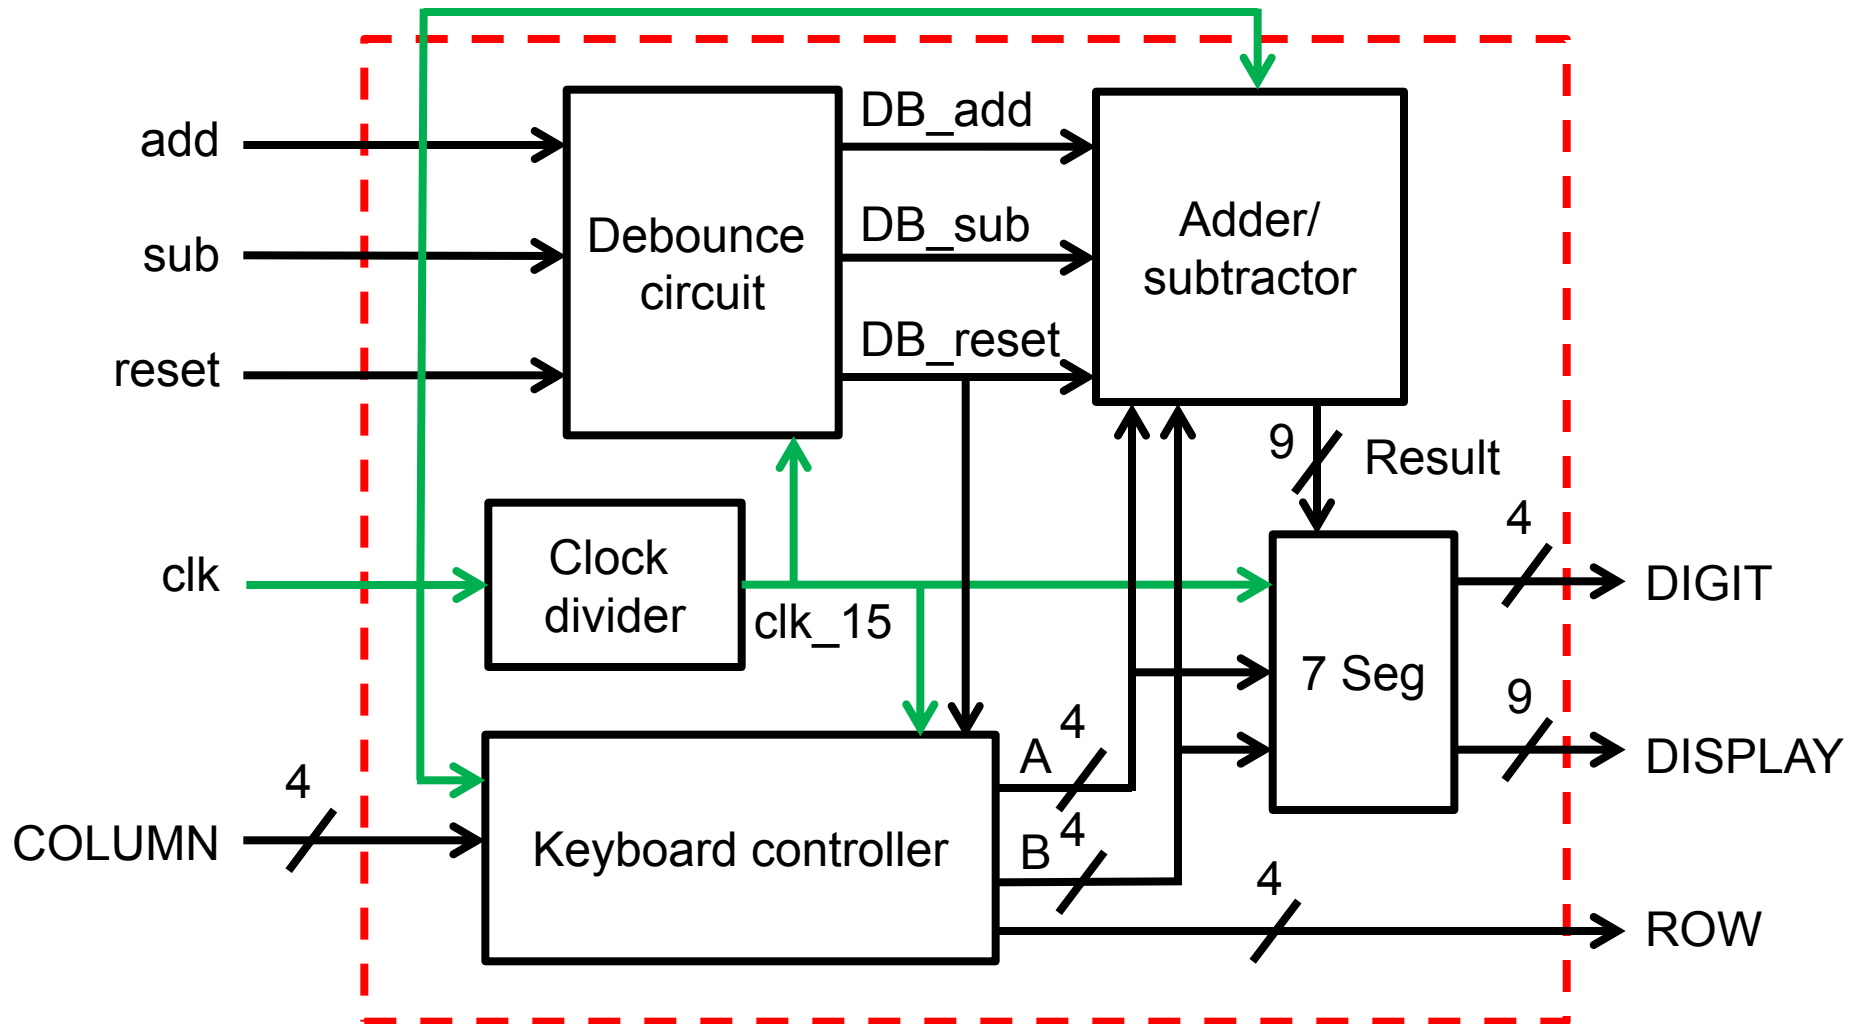 add
sub
reset
clk
4
COLUMN
Debounce
circuit
DB_add
DB_sub
DB_reset
Adder/
subtractor
9
Result
Clock
divider
clk_15
7 Seg
4
DIGIT
9
DISPLAY
Keyboard controller
A
4
B
4
4
ROW